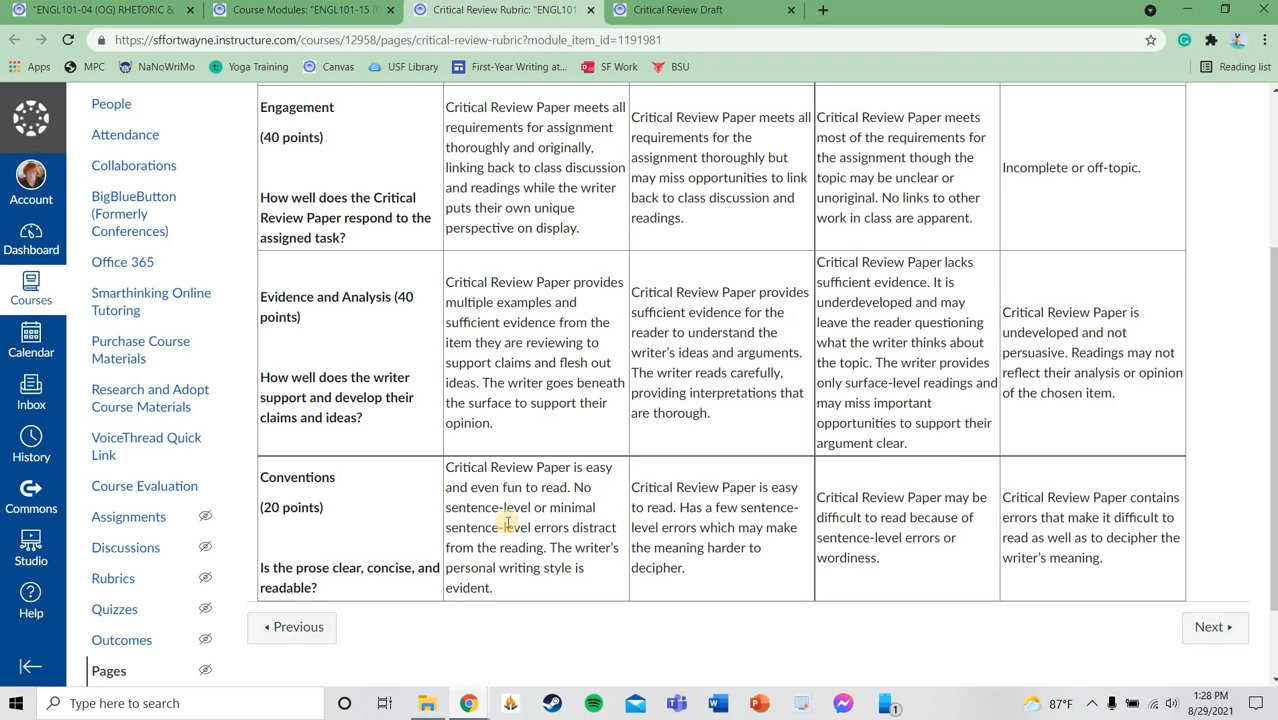 "ENGL101-04 (OG) RHETORIC &
Course Modules: "ENGL101-15 (
Critical Review Rubric: "ENGL101
Critical Review Draft
https://sffortwayne.instructure.com/courses/12958/pages/critical-review-rubric?module_item_id=1191981
Apps
MPC
NaNoWriMo
Yoga Training
Canvas
USF Library
First-Year Writing at...
SF Work
BSU
Reading list
Account
Dashboard
Courses
Calendar
Inbox
History
Commons
Studio
Help
People
Attendance
Collaborations
BigBlueButton
(Formerly
Conferences)
Office 365
Smarthinking Online
Tutoring
Purchase Course
Materials
Research and Adopt
Course Materials
VoiceThread Quick
Link
Course Evaluation
Assignments
Discussions
Rubrics
Quizzes
Outcomes
Pages
Engagement
(40 points)
How well does the Critical
Review Paper respond to the
assigned task?
Critical Review Paper meets all
requirements for assignment
thoroughly and originally,
linking back to class discussion
and readings while the writer
puts their own unique
perspective on display.
Critical Review Paper meets all
requirements for the
assignment thoroughly but
may miss opportunities to link
back to class discussion and
readings.
Critical Review Paper meets
most of the requirements for
the assignment though the
topic may be unclear or
unoriginal. No links to other
work in class are apparent.
Incomplete or off-topic.
Evidence and Analysis (40
points)
How well does the writer
support and develop their
claims and ideas?
Critical Review Paper provides
multiple examples and
sufficient evidence from the
item they are reviewing to
support claims and flesh out
ideas. The writer goes beneath
the surface to support their
opinion.
Critical Review Paper provides
sufficient evidence for the
reader to understand the
writer's ideas and arguments.
The writer reads carefully,
providing interpretations that
are thorough.
Critical Review Paper lacks
sufficient evidence. It is
underdeveloped and may
leave the reader questioning
what the writer thinks about
the topic. The writer provides
only surface-level readings and
may miss important
opportunities to support their
argument clear.
Critical Review Paper is
undeveloped and not
persuasive. Readings may not
reflect their analysis or opinion
of the chosen item.
Conventions
(20 points)
Is the prose clear, concise, and
readable?
Critical Review Paper is easy
and even fun to read. No
sentence-level or minimal
sentence-level errors distract
from the reading. The writer's
personal writing style is
evident.
Critical Review Paper is easy
to read. Has a few sentence-
level errors which may make
the meaning harder to
decipher.
Critical Review Paper may be
difficult to read because of
sentence-level errors or
wordiness.
Critical Review Paper contains
errors that make it difficult to
read as well as to decipher the
writer's meaning.
Previous
Next
Type here to search
1
87°F
1:28 PM
8/29/2021